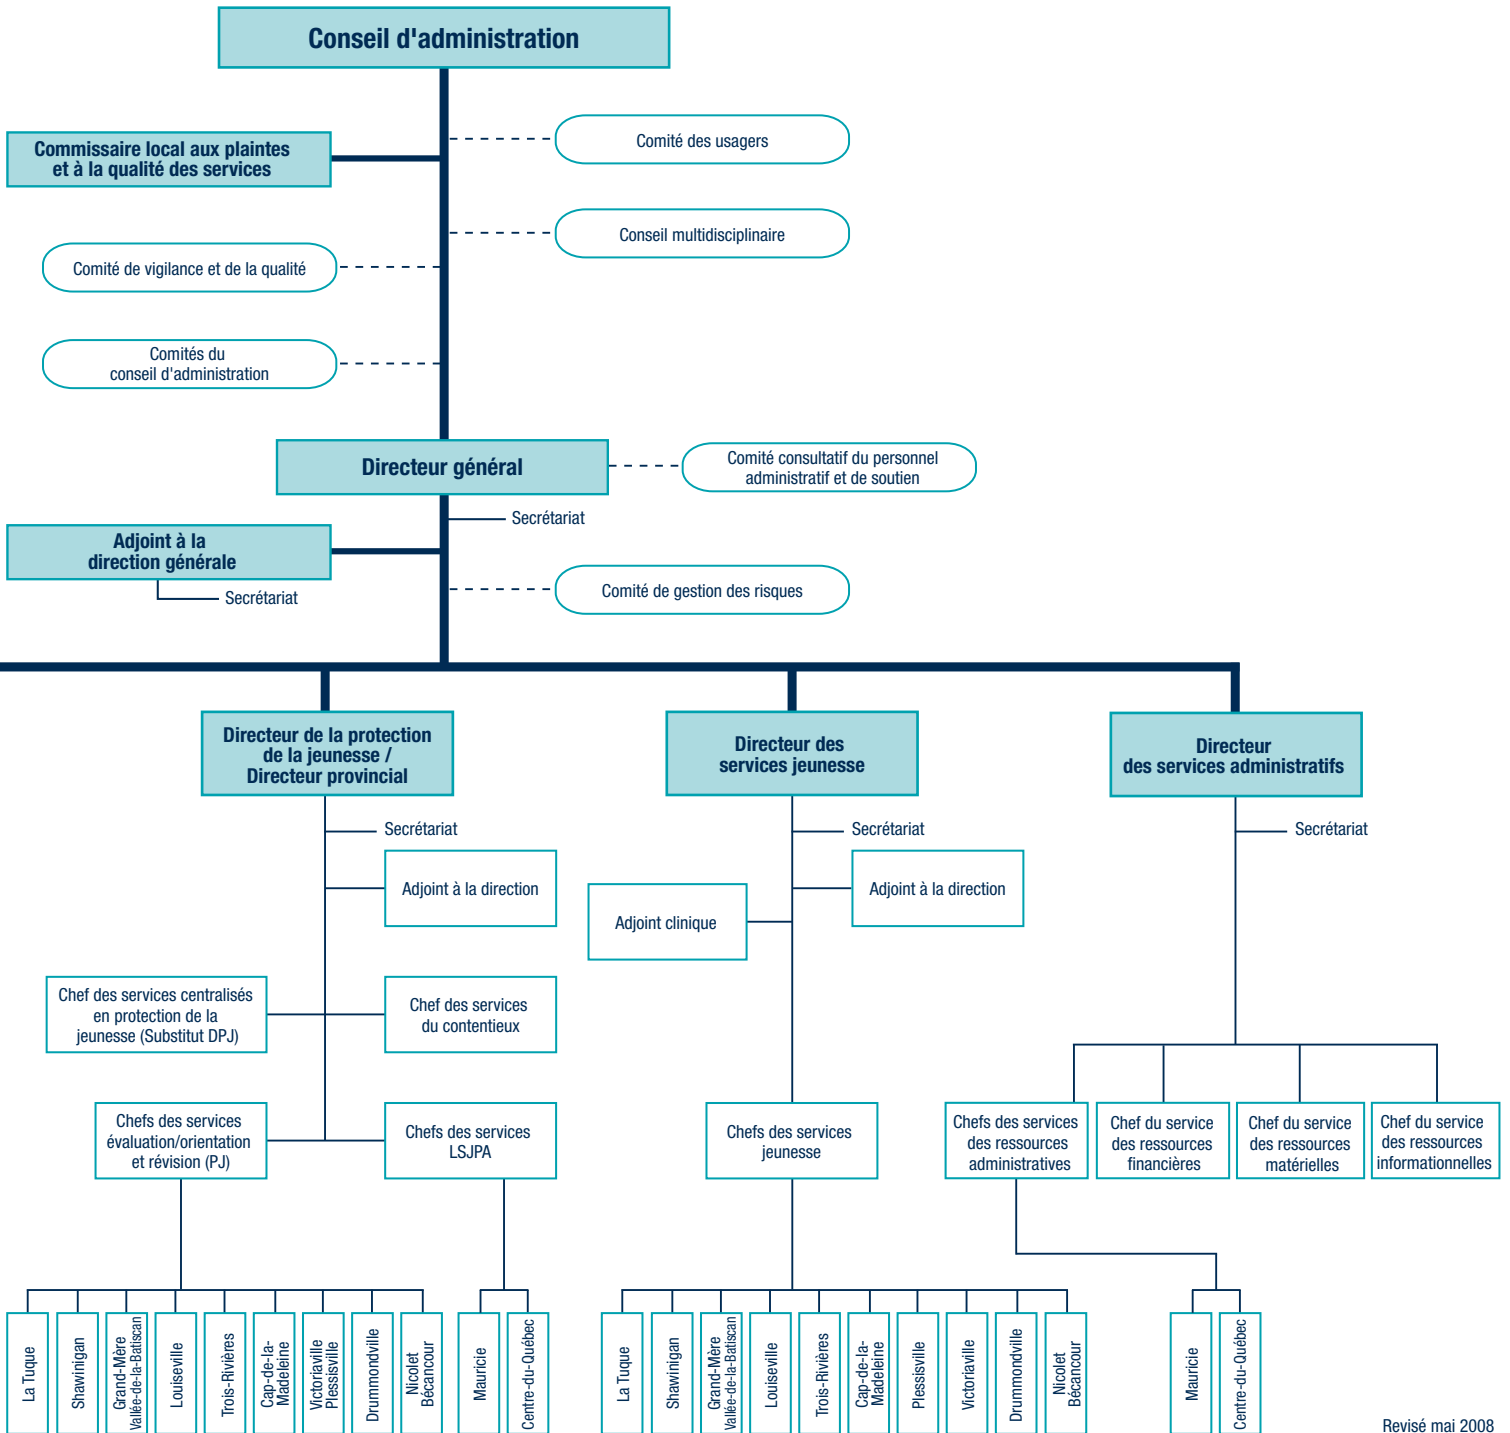 Conseil d'administration
Commissaire local aux plaintes
et à la qualité des services
Comité des usagers
Conseil multidisciplinaire
Comité de vigilance et de la qualité
Comités du
conseil d'administration
Directeur général
Comité consultatif du personnel
administratif et de soutien
Secrétariat
Adjoint à la
direction générale
Secrétariat
Comité de gestion des risques
Directeur de la protection
de la jeunesse /
Directeur provincial
Directeur des
services jeunesse
Directeur
des services administratifs
Secrétariat
Secrétariat
Secrétariat
Adjoint à la direction
Adjoint clinique
Adjoint à la direction
Chef des services centralisés
en protection de la
jeunesse (Substitut DPJ)
Chef des services
du contentieux
Chefs des services
évaluation/orientation
et révision (PJ)
Chefs des services
LSJPA
Chefs des services
jeunesse
Chefs des services
des ressources
administratives
Chef du service
des ressources
financières
Chef du service
des ressources
matérielles
Chef du service
des ressources
informationnelles
La Tuque
Shawinigan
Grand-Mère
Vallée-de-la-Batiscan
Louiseville
Trois-Rivières
Cap-de-la-
Madeleine
Victoriaville
Plessisville
Drummondville
Nicolet
Bécancour
Mauricie
Centre-du-Québec
La Tuque
Shawinigan
Grand-Mère
Vallée-de-la-Batiscan
Louiseville
Trois-Rivières
Cap-de-la-
Madeleine
Plessisville
Victoriaville
Drummondville
Nicolet
Bécancour
Mauricie
Centre-du-Québec
Revisé mai 2008